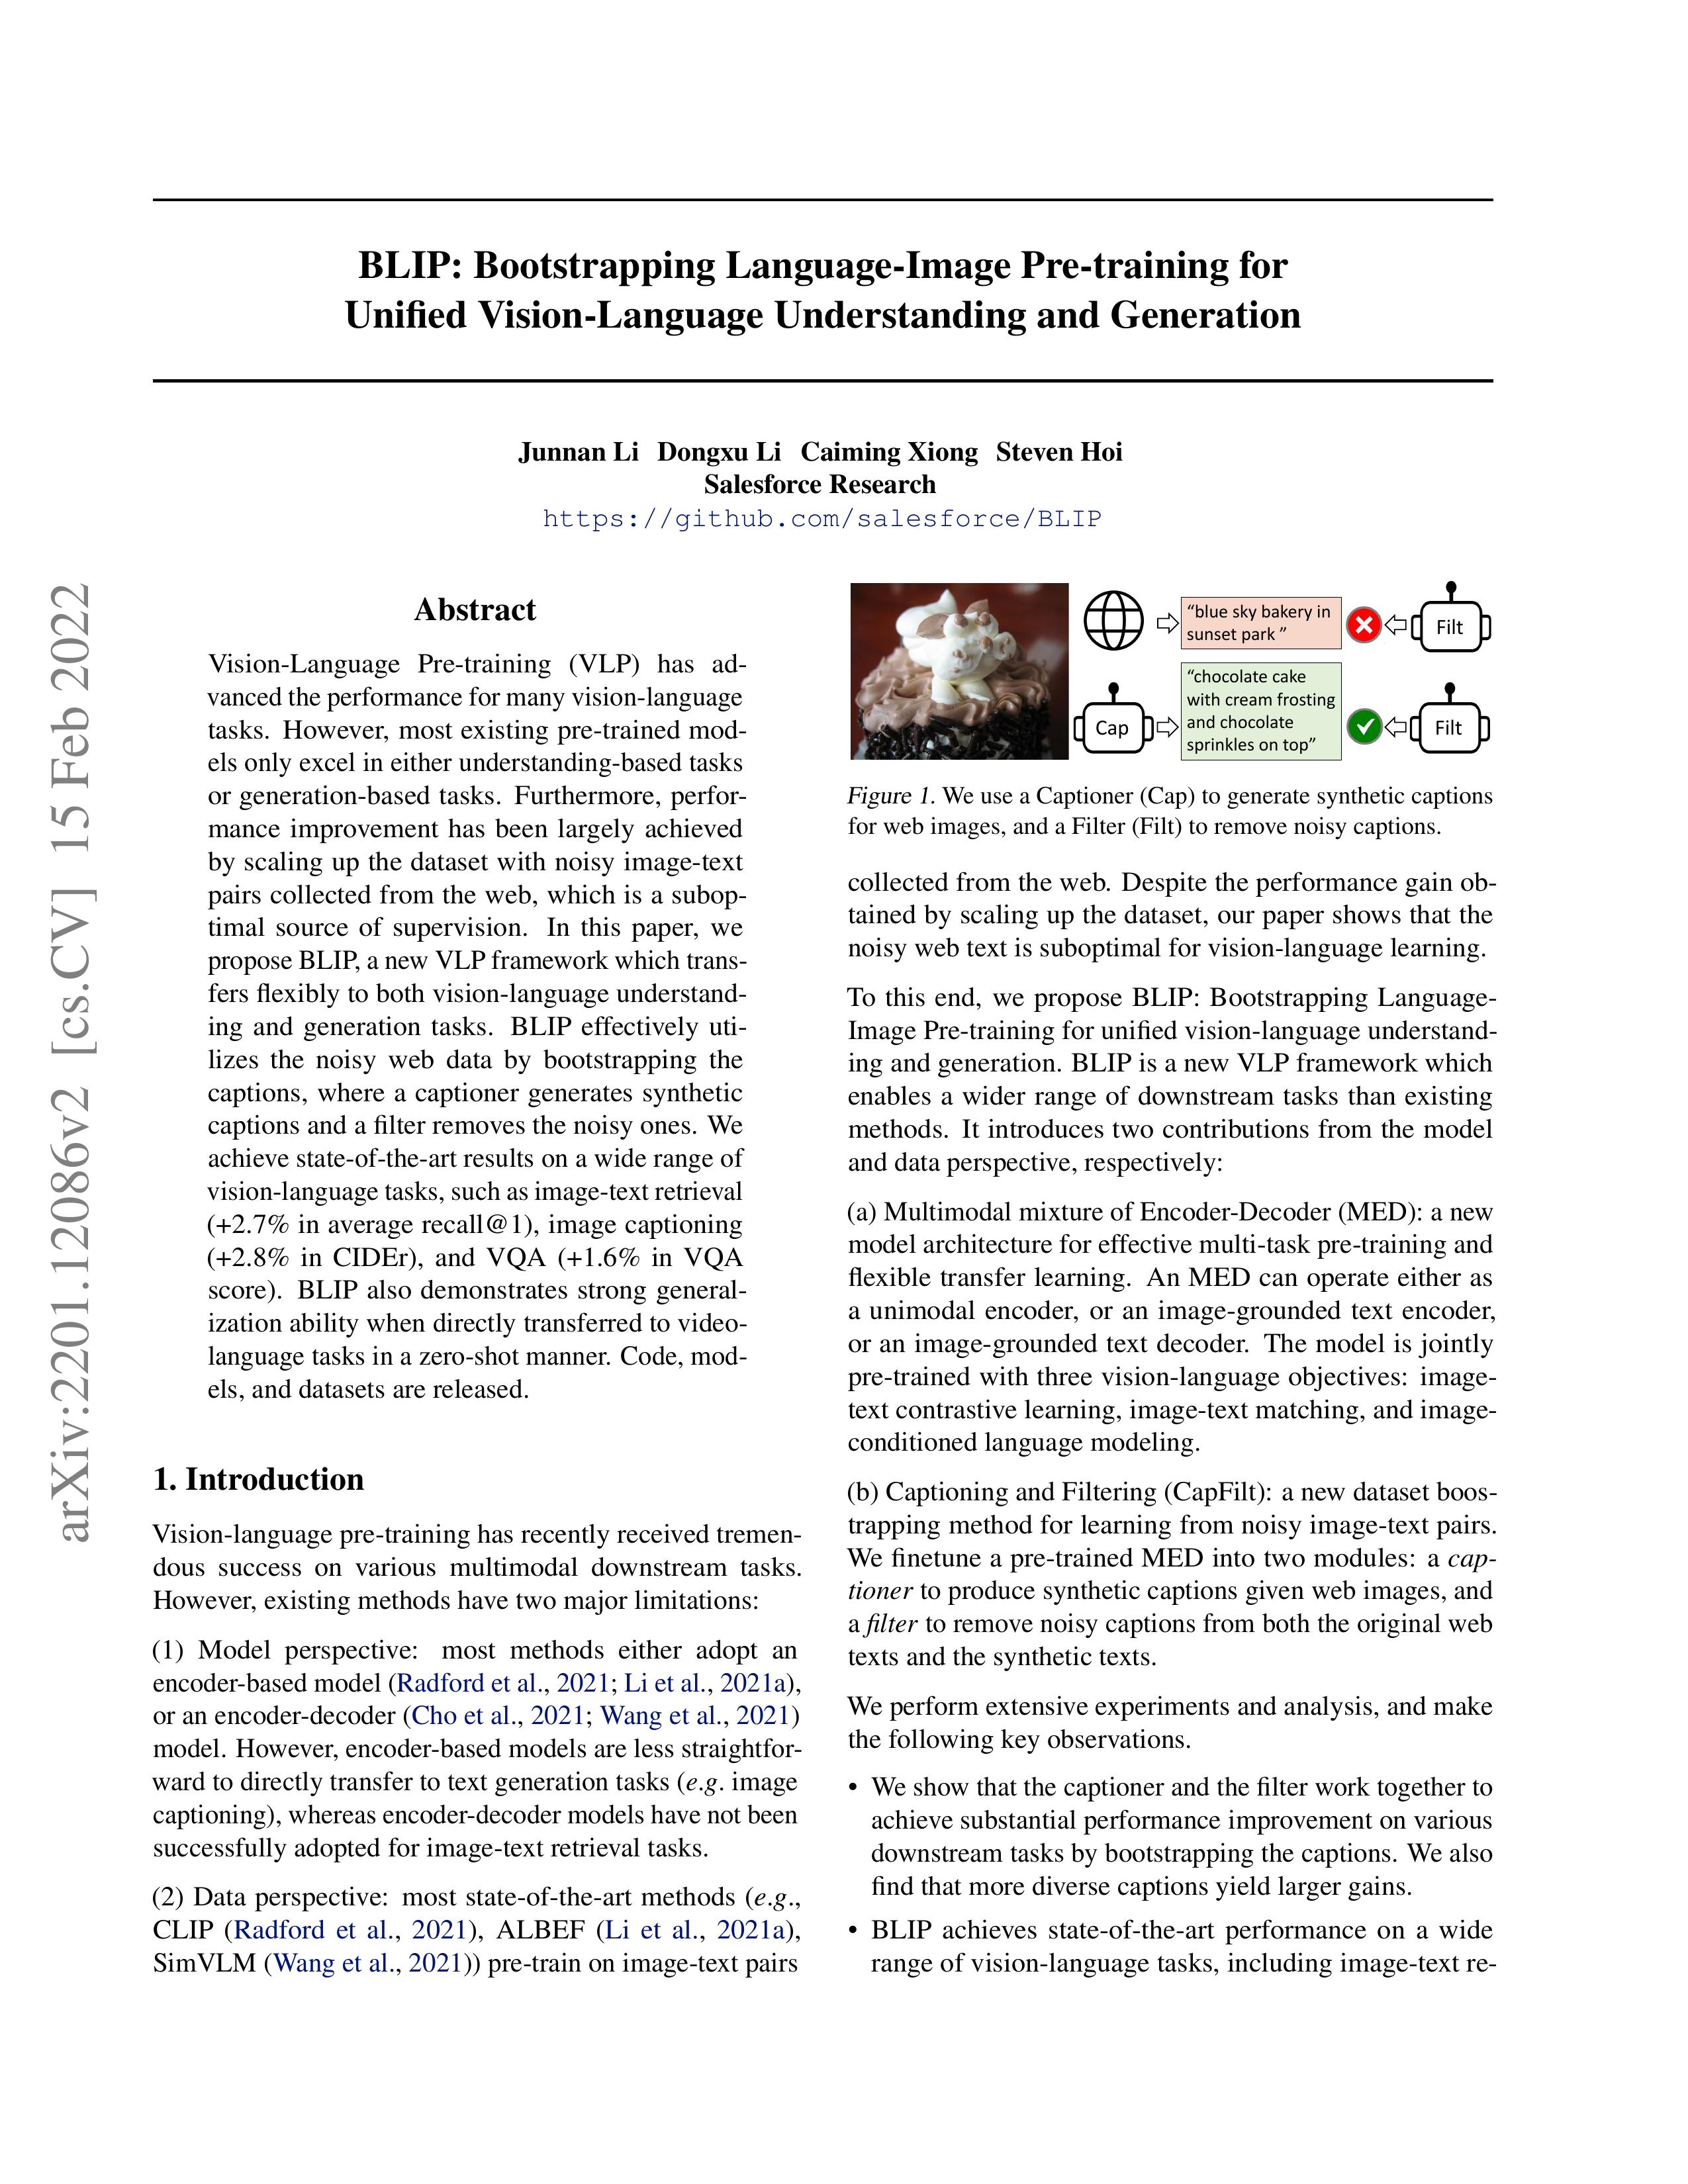 BLIP: Bootstrapping Language-Image Pre-training for
Unified Vision-Language Understanding and Generation
Junnan Li Dongxu Li Caiming Xiong Steven Hoi
Salesforce Research
https://github.com/salesforce/BLIP
arXiv:2201.12086v2 [cs.CV] 15 Feb 2022
Abstract
Vision-Language Pre-training (VLP) has ad-
vanced the performance for many vision-language
tasks. However, most existing pre-trained mod-
els only excel in either understanding-based tasks
or generation-based tasks. Furthermore, perfor-
mance improvement has been largely achieved
by scaling up the dataset with noisy image-text
pairs collected from the web, which is a subop-
timal source of supervision. In this paper, we
propose BLIP, a new VLP framework which trans-
fers flexibly to both vision-language understand-
ing and generation tasks. BLIP effectively uti-
lizes the noisy web data by bootstrapping the
captions, where a captioner generates synthetic
captions and a filter removes the noisy ones. We
achieve state-of-the-art results on a wide range of
vision-language tasks, such as image-text retrieval
(+2.7% in average recall@1), image captioning
(+2.8% in CIDEr), and VQA (+1.6% in VQA
score). BLIP also demonstrates strong general-
ization ability when directly transferred to video-
language tasks in a zero-shot manner. Code, mod-
els, and datasets are released.
1. Introduction
Vision-language pre-training has recently received tremen-
dous success on various multimodal downstream tasks.
However, existing methods have two major limitations:
(1) Model perspective: most methods either adopt an
encoder-based model (Radford et al., 2021; Li et al., 2021a),
or an encoder-decoder (Cho et al., 2021; Wang et al., 2021)
model. However, encoder-based models are less straightfor-
ward to directly transfer to text generation tasks (e.g. image
captioning), whereas encoder-decoder models have not been
successfully adopted for image-text retrieval tasks.
(2) Data perspective: most state-of-the-art methods (e.g.,
CLIP (Radford et al., 2021), ALBEF (Li et al., 2021a),
SimVLM (Wang et al., 2021)) pre-train on image-text pairs
"blue sky bakery in
sunset park "
Filt
Cap
"chocolate cake
with cream frosting
and chocolate
sprinkles on top"
Filt
Figure 1. We use a Captioner (Cap) to generate synthetic captions
for web images, and a Filter (Filt) to remove noisy captions.
collected from the web. Despite the performance gain ob-
tained by scaling up the dataset, our paper shows that the
noisy web text is suboptimal for vision-language learning.
To this end, we propose BLIP: Bootstrapping Language-
Image Pre-training for unified vision-language understand-
ing and generation. BLIP is a new VLP framework which
enables a wider range of downstream tasks than existing
methods. It introduces two contributions from the model
and data perspective, respectively:
(a) Multimodal mixture of Encoder-Decoder (MED): a new
model architecture for effective multi-task pre-training and
flexible transfer learning. An MED can operate either as
a unimodal encoder, or an image-grounded text encoder,
or an image-grounded text decoder. The model is jointly
pre-trained with three vision-language objectives: image-
text contrastive learning, image-text matching, and image-
conditioned language modeling.
(b) Captioning and Filtering (CapFilt): a new dataset boos-
trapping method for learning from noisy image-text pairs.
We finetune a pre-trained MED into two modules: a cap-
tioner to produce synthetic captions given web images, and
a filter to remove noisy captions from both the original web
texts and the synthetic texts.
We perform extensive experiments and analysis, and make
the following key observations.
• We show that the captioner and the filter work together to
achieve substantial performance improvement on various
downstream tasks by bootstrapping the captions. We also
find that more diverse captions yield larger gains.
• BLIP achieves state-of-the-art performance on a wide
range of vision-language tasks, including image-text re-